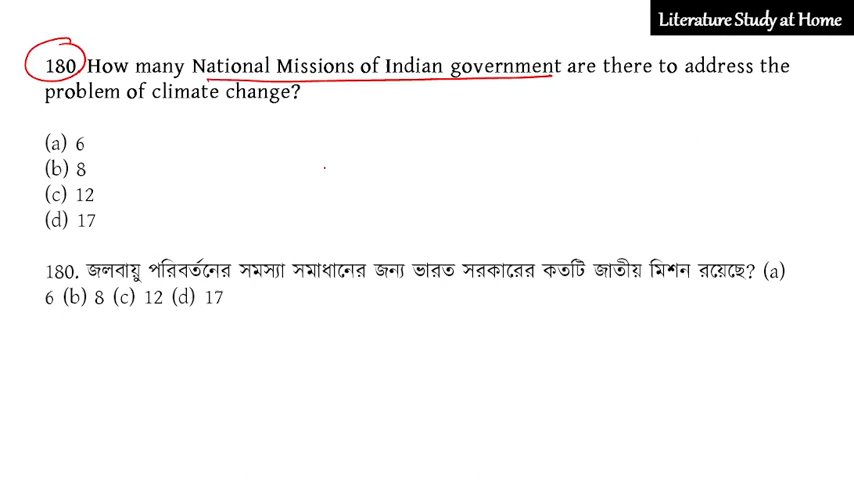 Literature Study at Home
180. How many National Missions of Indian government are there to address the
problem of climate change?
(a) 6
(b) 8
(c) 12
(d) 17
180. জলবায়ু পরিবর্তনের সমস্যা সমাধানের জন্য ভারত সরকারের কতটি জাতীয় মিশন রয়েছে? (a)
6 (b) 8 (c) 12 (d) 17